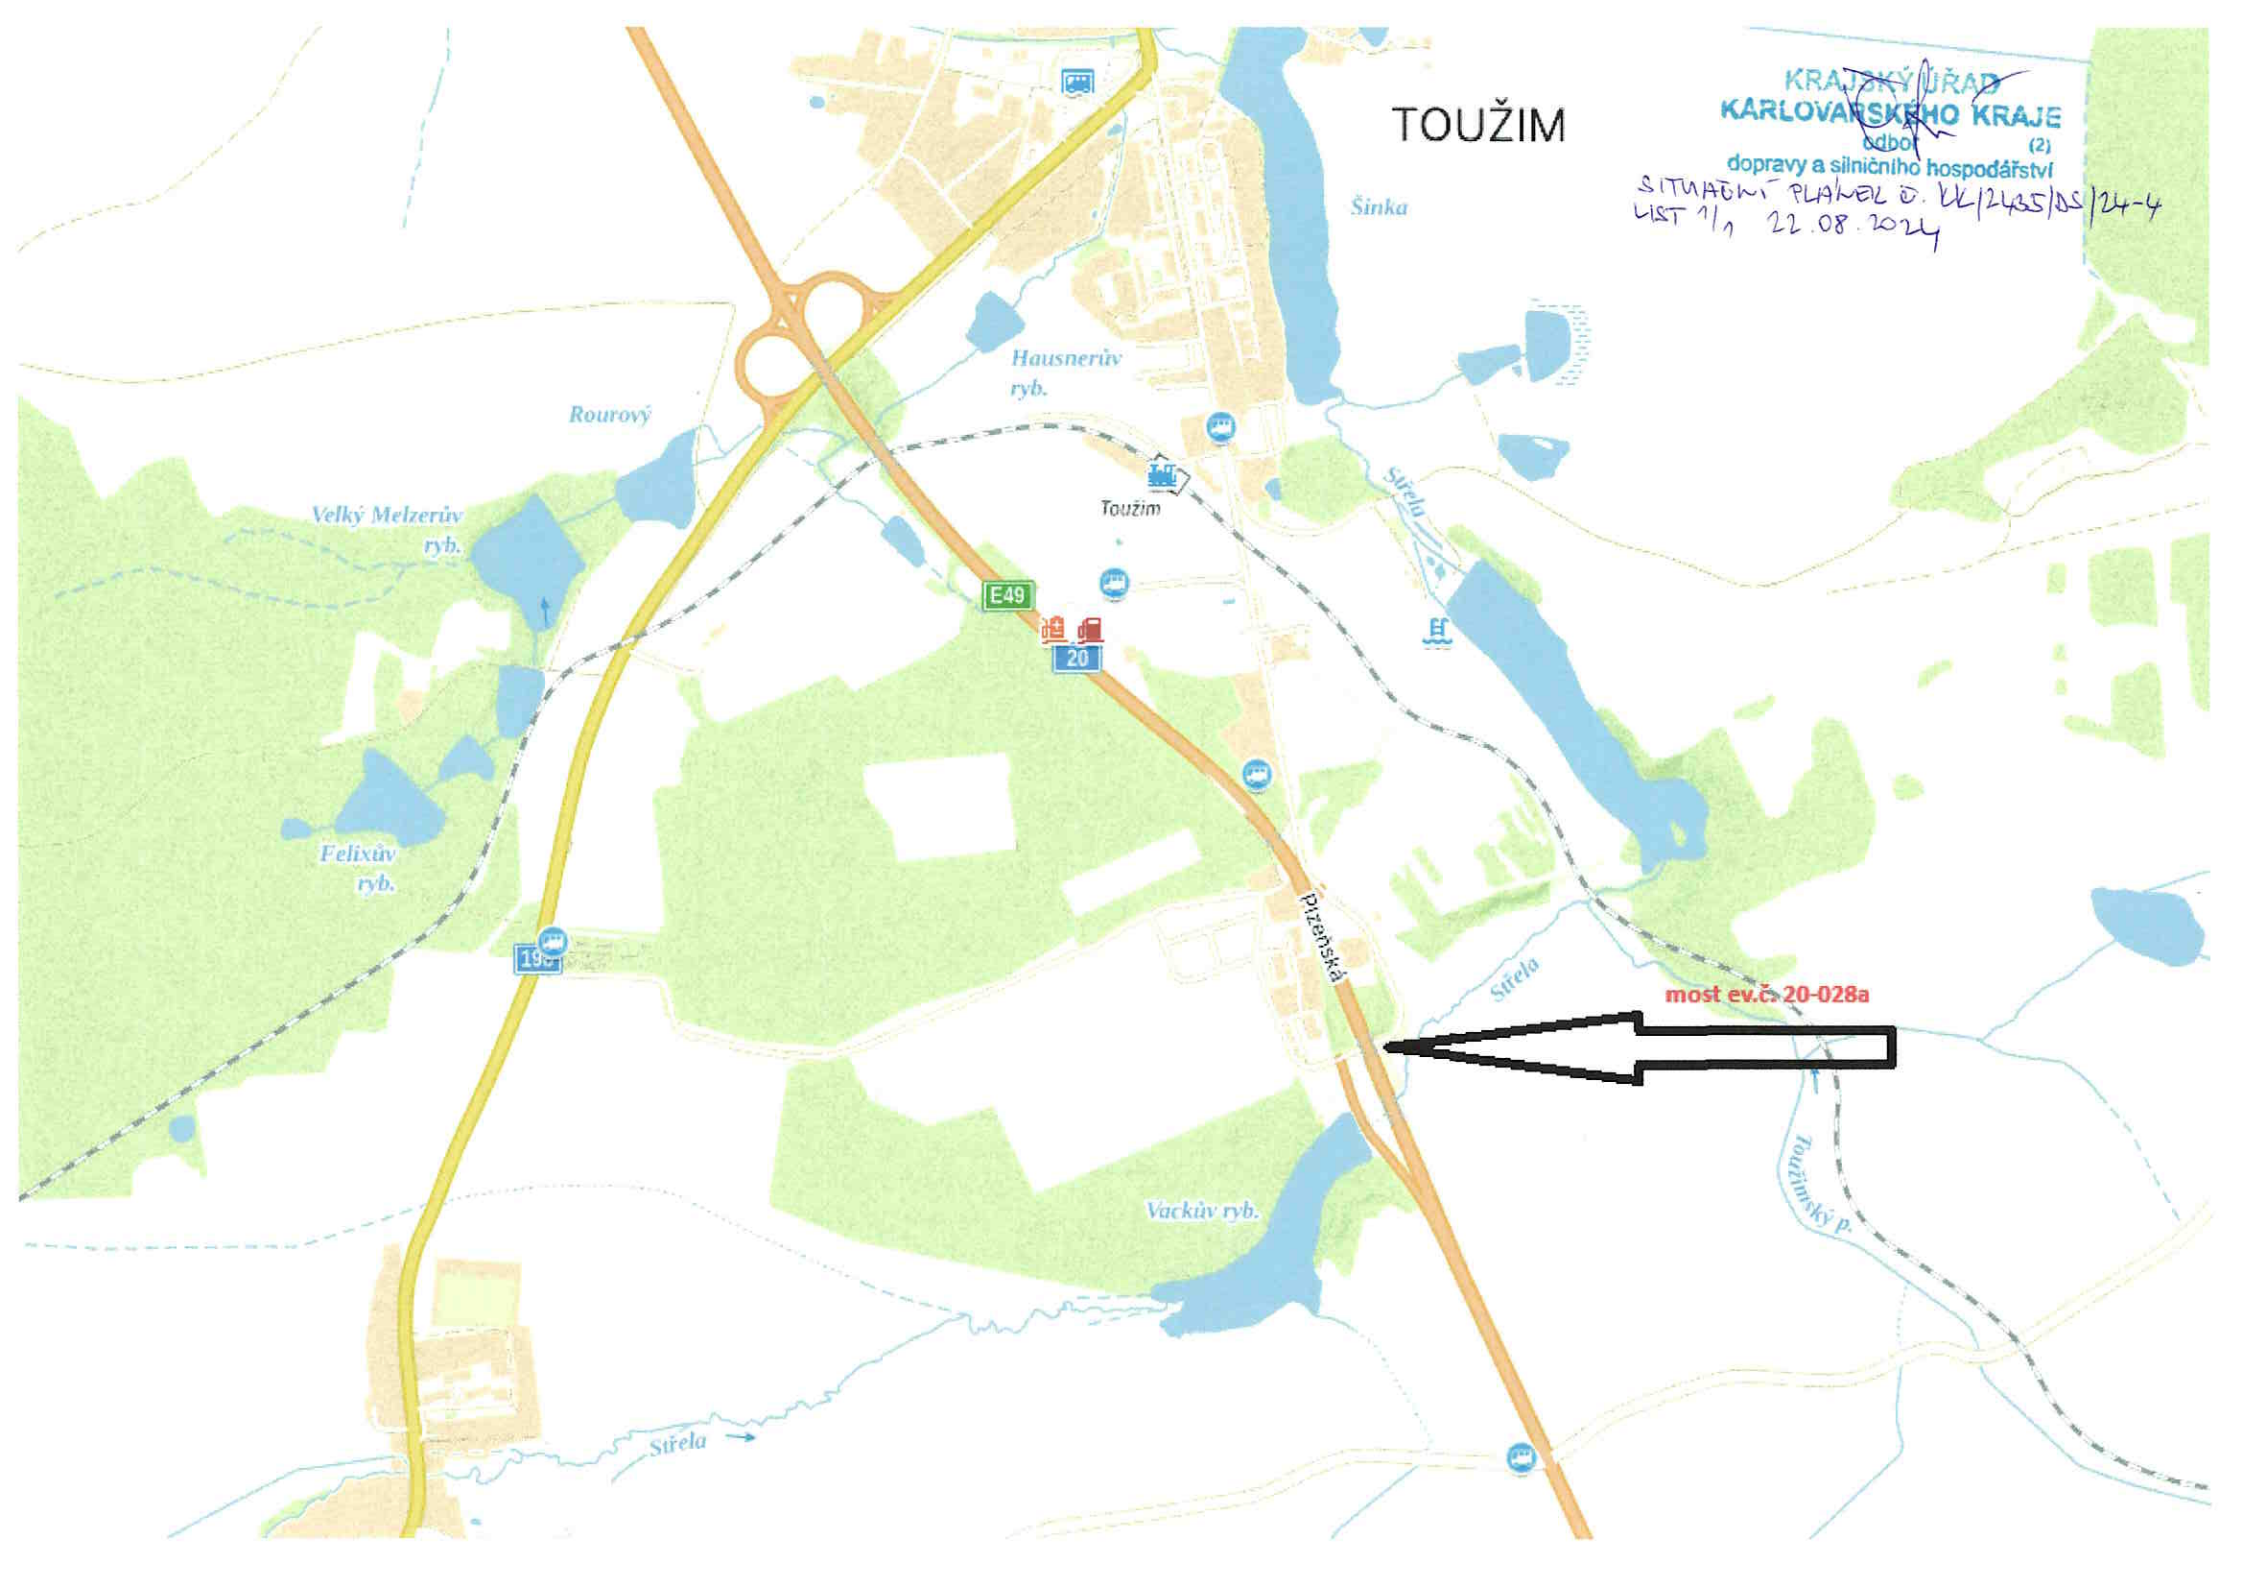 KRAJSKÝ ÚŘAD
KARLOVARSKÉHO KRAJE
odbor (2)
dopravy a silničního hospodářství
SITUAČNÍ PLÁNEK Č. KK/2435/DS/24-4
LIST 1/1 22.08.2024
TOUŽIM
Šinka
Hausnerův
ryb.
Rourový
Velký Melzerův
ryb.
Toužim
Střela
E49
20
Felixův
ryb.
Plzeňská
198
Střela
most ev.č. 20-028a
Toužimský p.
Vackův ryb.
Střela